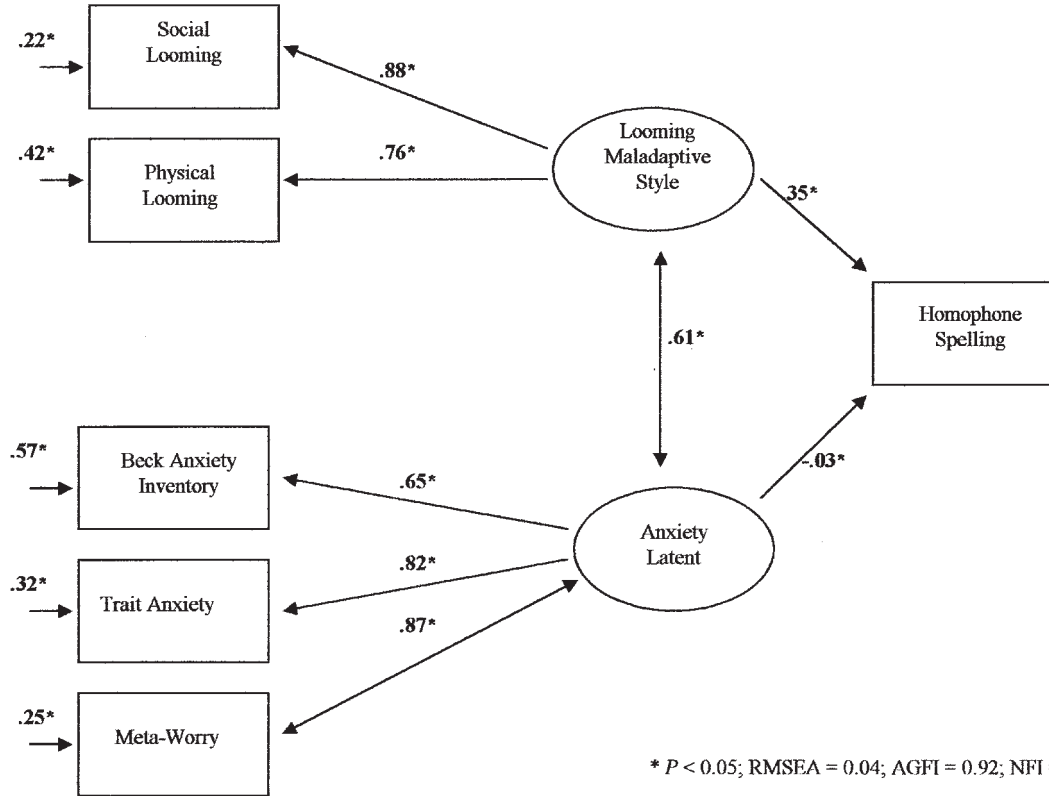 .22*
Social
Looming
.88*
.42*
Physical
Looming
.76*
Looming
Maladaptive
Style
.35*
Homophone
Spelling
.61*
.57*
Beck Anxiety
Inventory
.65*
-.03*
Anxiety
Latent
.32*
Trait Anxiety
.82*
.87*
.25*
Meta-Worry
* P < 0.05; RMSEA = 0.04; AGFI = 0.92; NFI